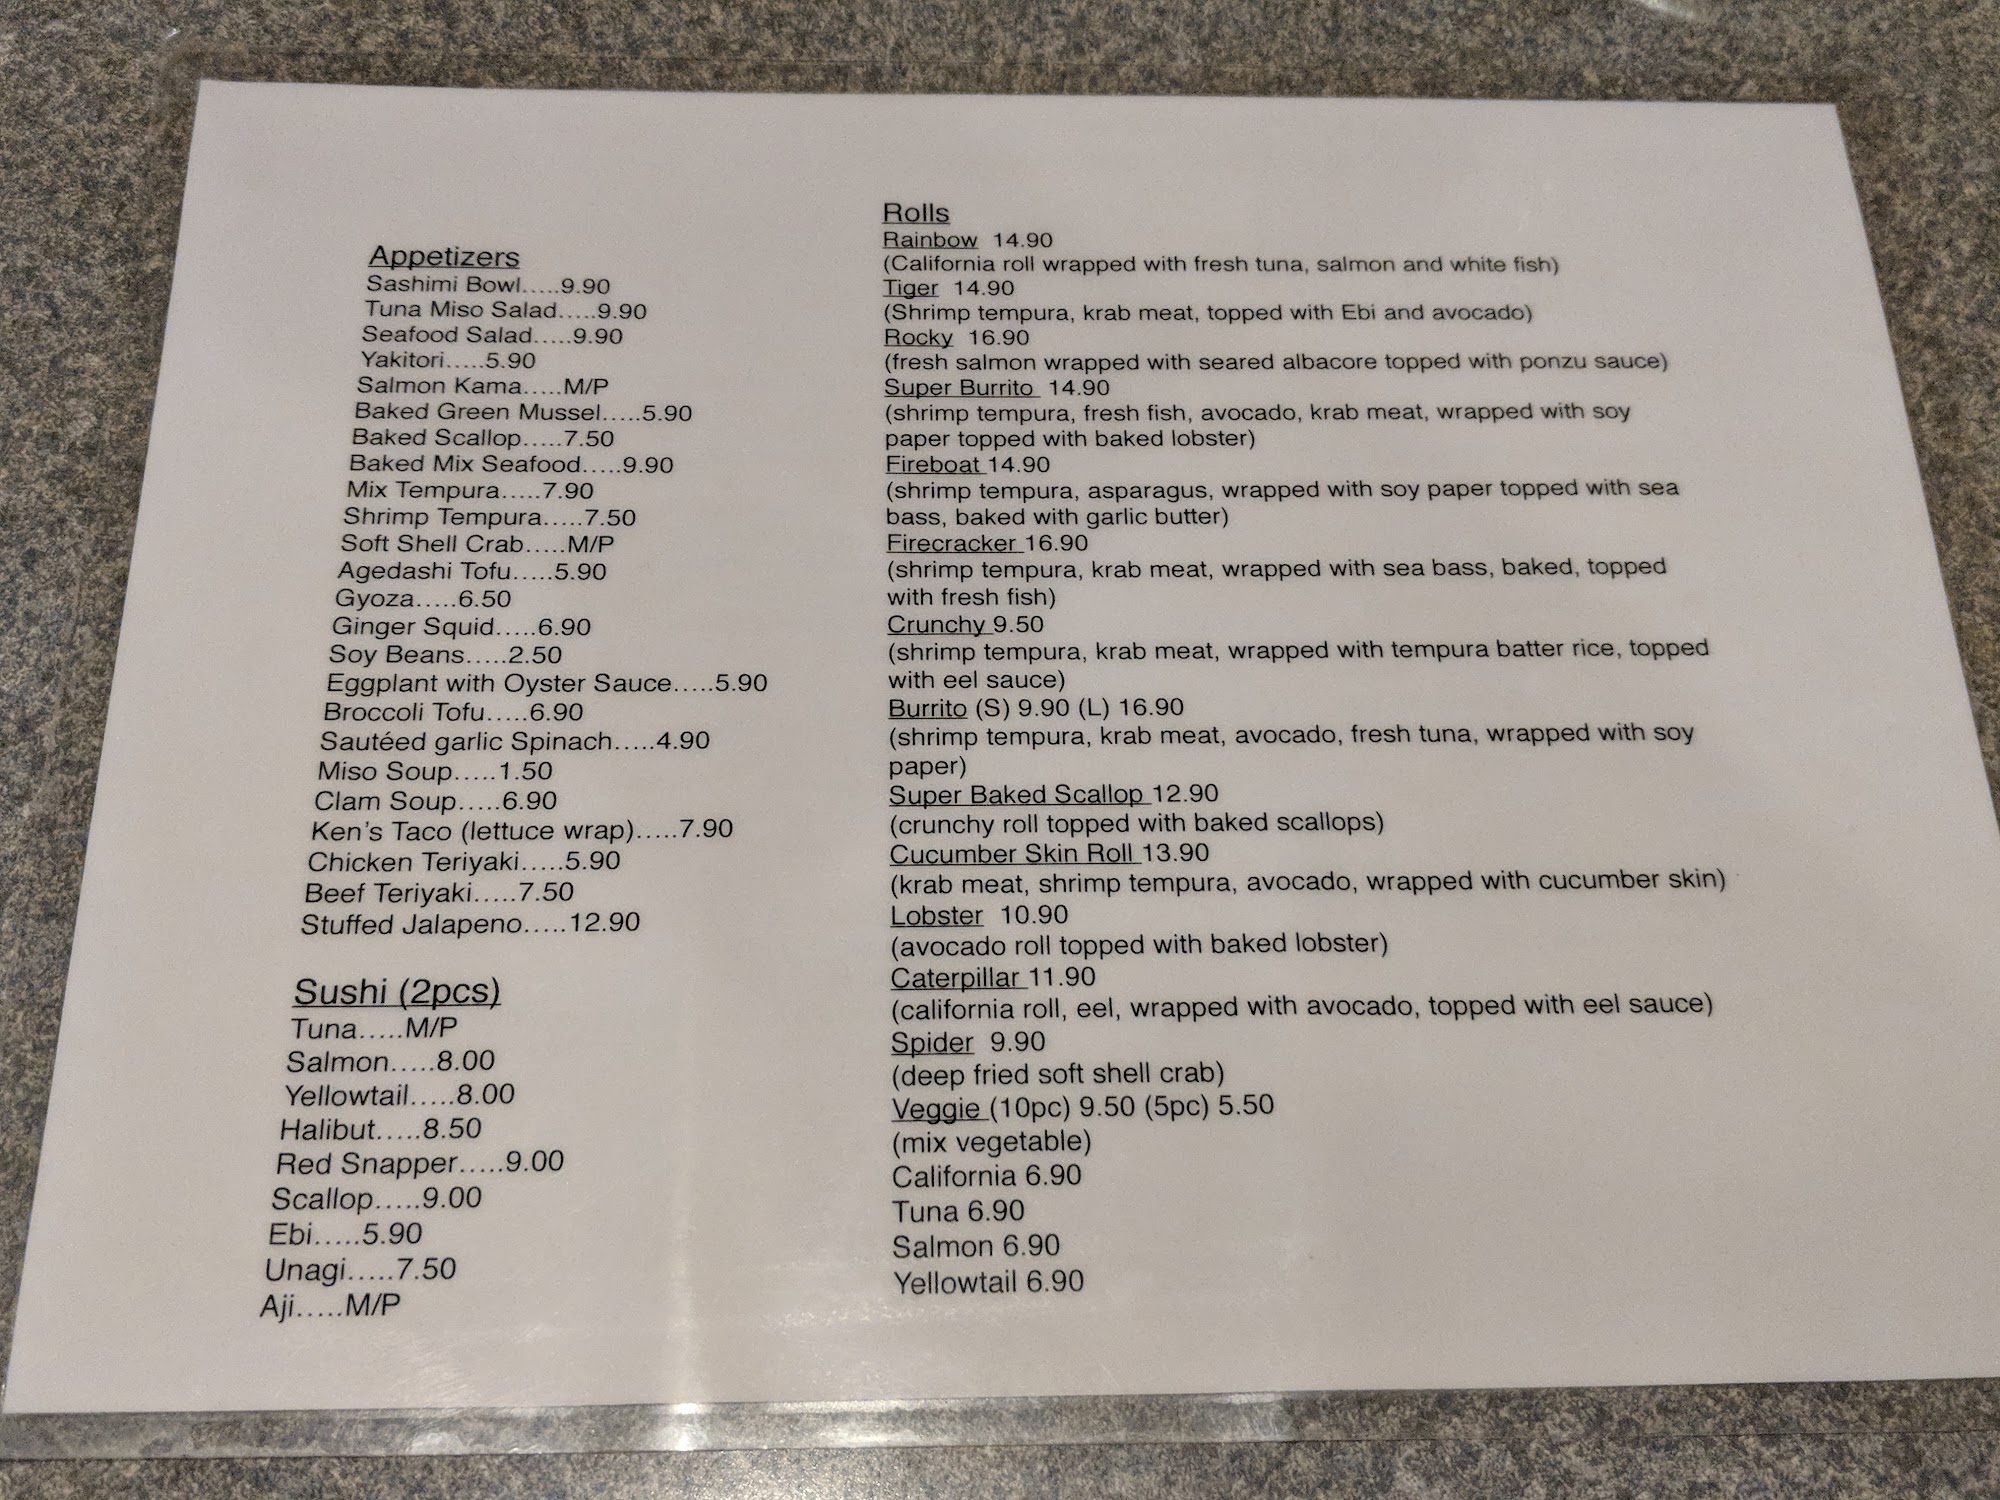 Appetizers
Sashimi Bowl.....9.90
Tuna Miso Salad.....9.90
Seafood Salad.....9.90
Yakitori.....5.90
Salmon Kama.....M/P
Baked Green Mussel.....5.90
Baked Scallop.....7.50
Baked Mix Seafood.....9.90
Mix Tempura.....7.90
Shrimp Tempura.....7.50
Soft Shell Crab.....M/P
Agedashi Tofu.....5.90
Gyoza.....6.50
Ginger Squid.....6.90
Soy Beans.....2.50
Eggplant with Oyster Sauce.....5.90
Broccoli Tofu.....6.90
Sautéed garlic Spinach.....4.90
Miso Soup.....1.50
Clam Soup.....6.90
Ken's Taco (lettuce wrap).....7.90
Chicken Teriyaki.....5.90
Beef Teriyaki.....7.50
Stuffed Jalapeno.....12.90
Sushi (2pcs)
Tuna.....M/P
Salmon.....8.00
Yellowtail.....8.00
Halibut.....8.50
Red Snapper.....9.00
Scallop.....9.00
Ebi.....5.90
Unagi.....7.50
Aji.....M/P
Rolls
Rainbow 14.90
(California roll wrapped with fresh tuna, salmon and white fish)
Tiger 14.90
(Shrimp tempura, krab meat, topped with Ebi and avocado)
Rocky 16.90
(fresh salmon wrapped with seared albacore topped with ponzu sauce)
Super Burrito 14.90
(shrimp tempura, fresh fish, avocado, krab meat, wrapped with soy
paper topped with baked lobster)
Fireboat 14.90
(shrimp tempura, asparagus, wrapped with soy paper topped with sea
bass, baked with garlic butter)
Firecracker 16.90
(shrimp tempura, krab meat, wrapped with sea bass, baked, topped
with fresh fish)
Crunchy 9.50
(shrimp tempura, krab meat, wrapped with tempura batter rice, topped
with eel sauce)
Burrito (S) 9.90 (L) 16.90
(shrimp tempura, krab meat, avocado, fresh tuna, wrapped with soy
paper)
Super Baked Scallop 12.90
(crunchy roll topped with baked scallops)
Cucumber Skin Roll 13.90
(krab meat, shrimp tempura, avocado, wrapped with cucumber skin)
Lobster 10.90
(avocado roll topped with baked lobster)
Caterpillar 11.90
(california roll, eel, wrapped with avocado, topped with eel sauce)
Spider 9.90
(deep fried soft shell crab)
Veggie (10pc) 9.50 (5pc) 5.50
(mix vegetable)
California 6.90
Tuna 6.90
Salmon 6.90
Yellowtail 6.90